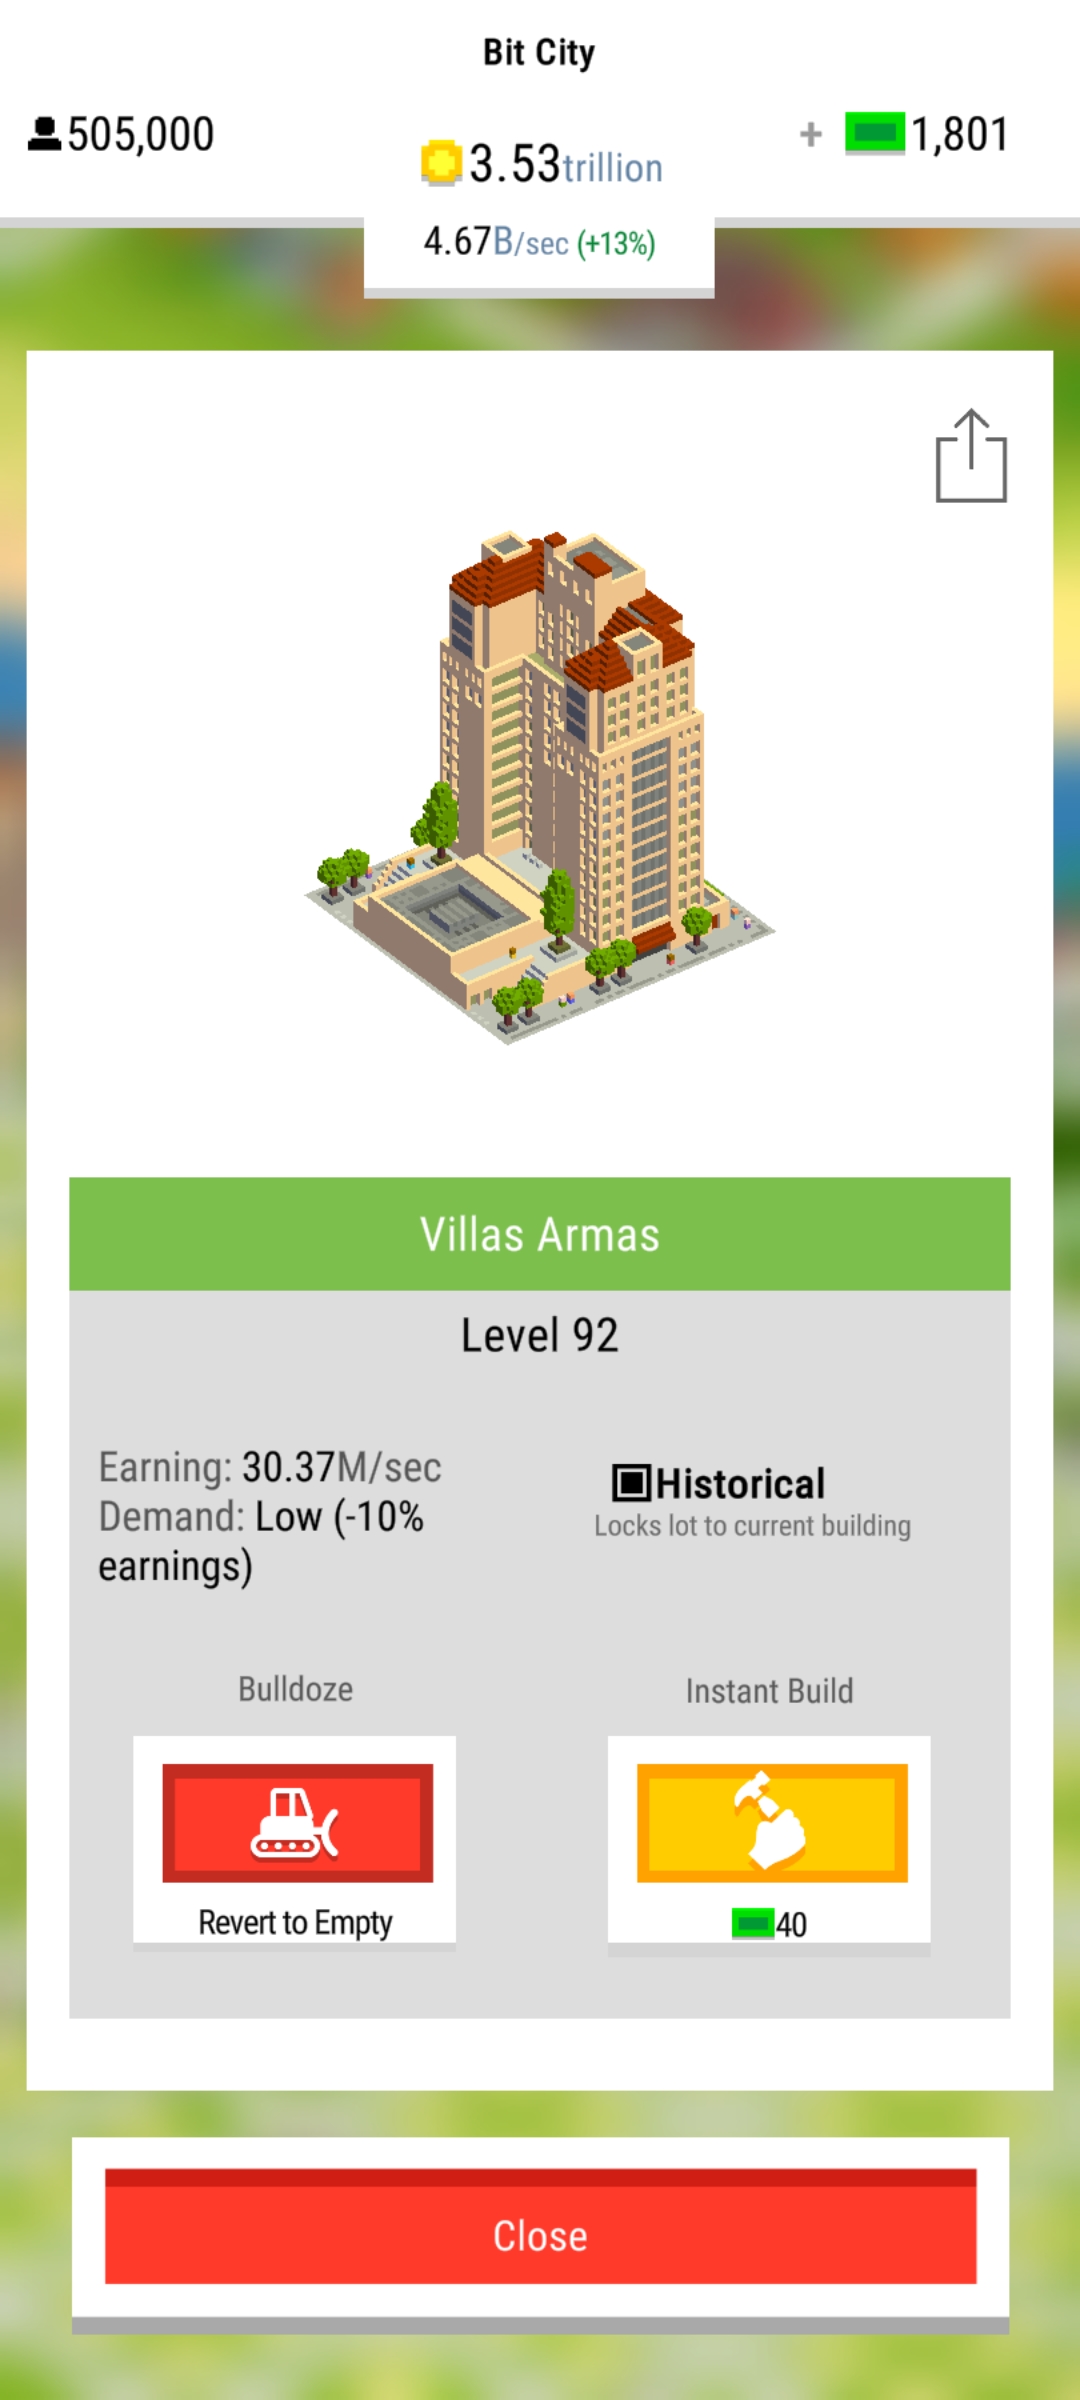 Bit City
505,000
3.53trillion
+ 1,801
4.67B/sec (+13%)
Villas Armas
Level 92
Earning: 30.37M/sec
Demand: Low (-10%
earnings)
Historical
Locks lot to current building
Bulldoze
Instant Build
Revert to Empty
40
Close